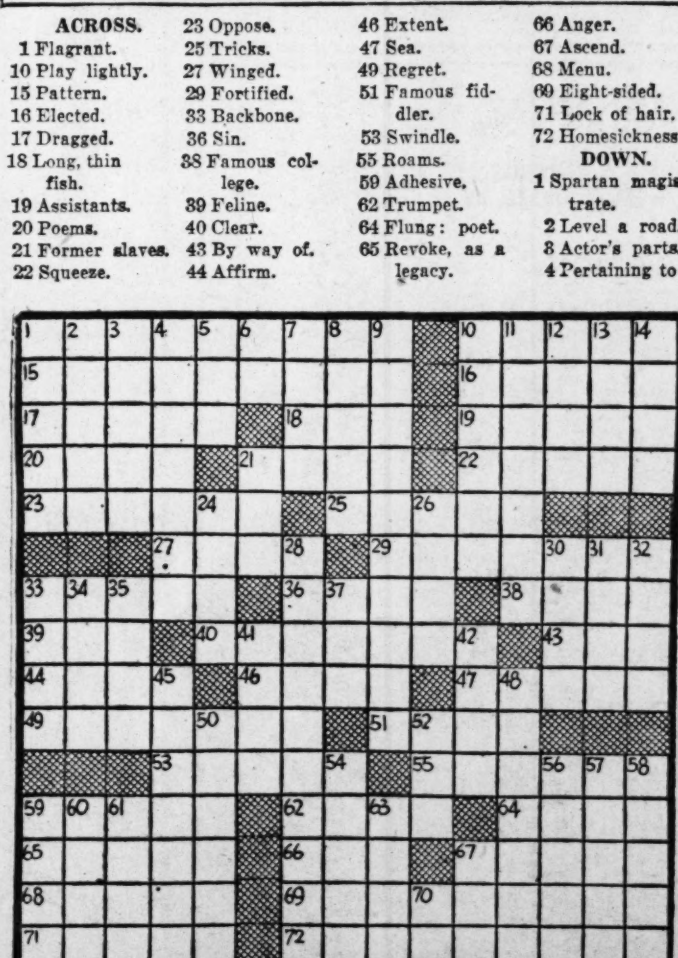 ACROSS.
1 Flagrant.
10 Play lightly.
15 Pattern.
16 Elected.
17 Dragged.
18 Long, thin
fish.
19 Assistants.
20 Poems.
21 Former slaves.
22 Squeeze.
23 Oppose.
25 Tricks.
27 Winged.
29 Fortified.
33 Backbone.
36 Sin.
38 Famous col-
lege.
39 Feline.
40 Clear.
43 By way of.
44 Affirm.
46 Extent.
47 Sea.
49 Regret.
51 Famous fid-
dler.
53 Swindle.
55 Roams.
59 Adhesive.
62 Trumpet.
64 Flung: poet.
65 Revoke, as a
legacy.
66 Anger.
67 Ascend.
68 Menu.
69 Eight-sided.
71 Lock of hair.
72 Homesickness
DOWN.
1 Spartan magis
trate.
2 Level a road
3 Actor's parts
4 Pertaining to
1 2 3 4 5 6 7 8 9 10 11 12 13 14
15 16
17 18 19
20 21 22
23 24 25 26
27 28 29 30 31 32
33 34 35 36 37 38
39 40 41 42 43
44 45 46 47 48
49 50 51 52
53 54 55 56 57 58
59 60 61 62 63 64
65 66 67
68 69 70
71 72